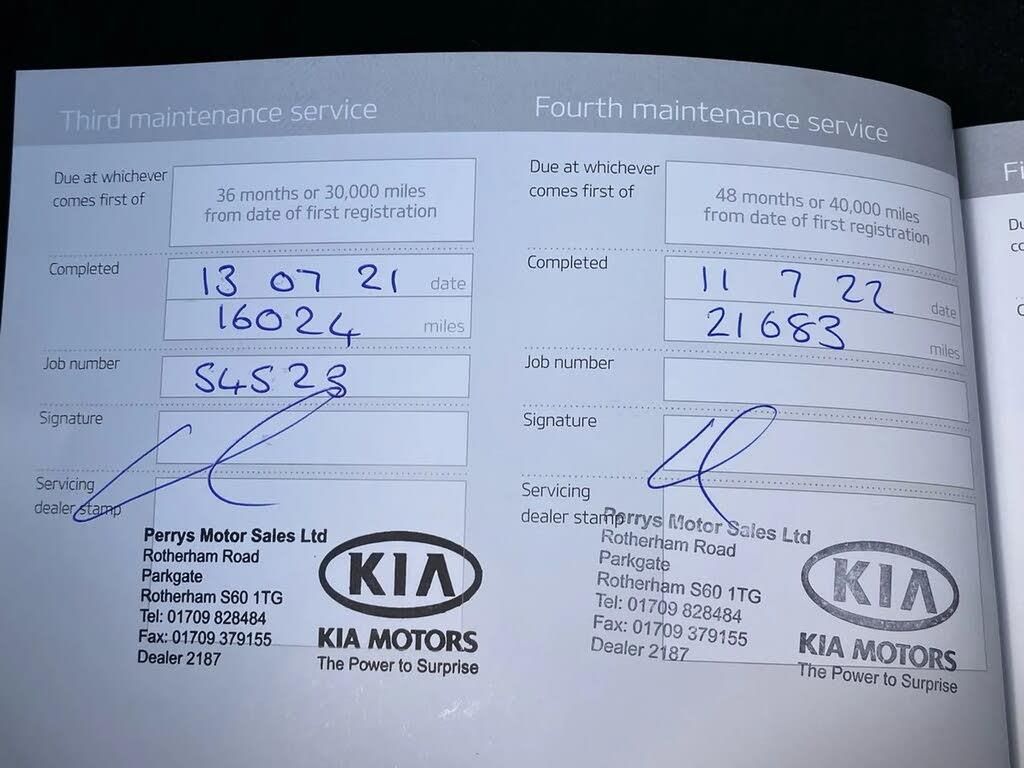 Third maintenance service
Due at whichever
comes first of
36 months or 30,000 miles
from date of first registration
Completed
13 07 21 date
16024 miles
Job number
54528
Signature
Servicing
dealer stamp
Perrys Motor Sales Ltd
Rotherham Road
Parkgate
Rotherham S60 1TG
Tel: 01709 828484
Fax: 01709 379155
Dealer 2187
KIA
KIA MOTORS
The Power to Surprise
Fourth maintenance service
Due at whichever
comes first of
48 months or 40,000 miles
from date of first registration
Completed
11 7 22 date
21683 miles
Job number
Signature
Servicing
dealer stamp
Perrys Motor Sales Ltd
Rotherham Road
Parkgate
Rotherham S60 1TG
Tel: 01709 828484
Fax: 01709 379155
Dealer 2187
KIA
KIA MOTORS
The Power to Surprise